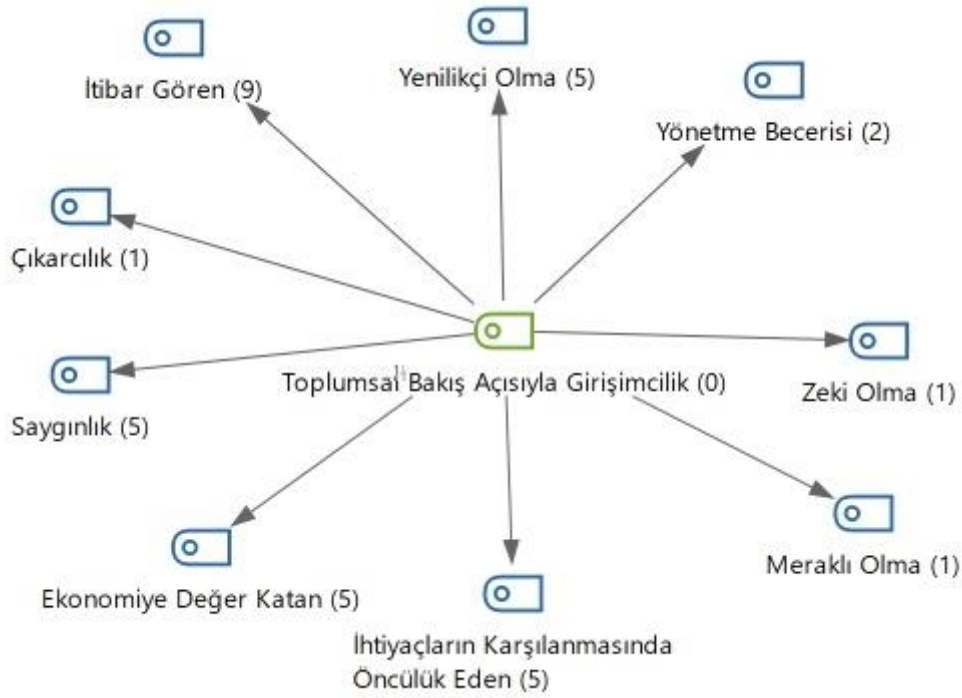 İtibar Gören (9)
Yenilikçi Olma (5)
Yönetme Becerisi (2)
Çıkarcılık (1)
Saygınlık (5)
Toplumsal Bakış Açısıyla Girişimcilik (0)
Zeki Olma (1)
Meraklı Olma (1)
Ekonomiye Değer Katan (5)
İhtiyaçların Karşılanmasında
Öncülük Eden (5)